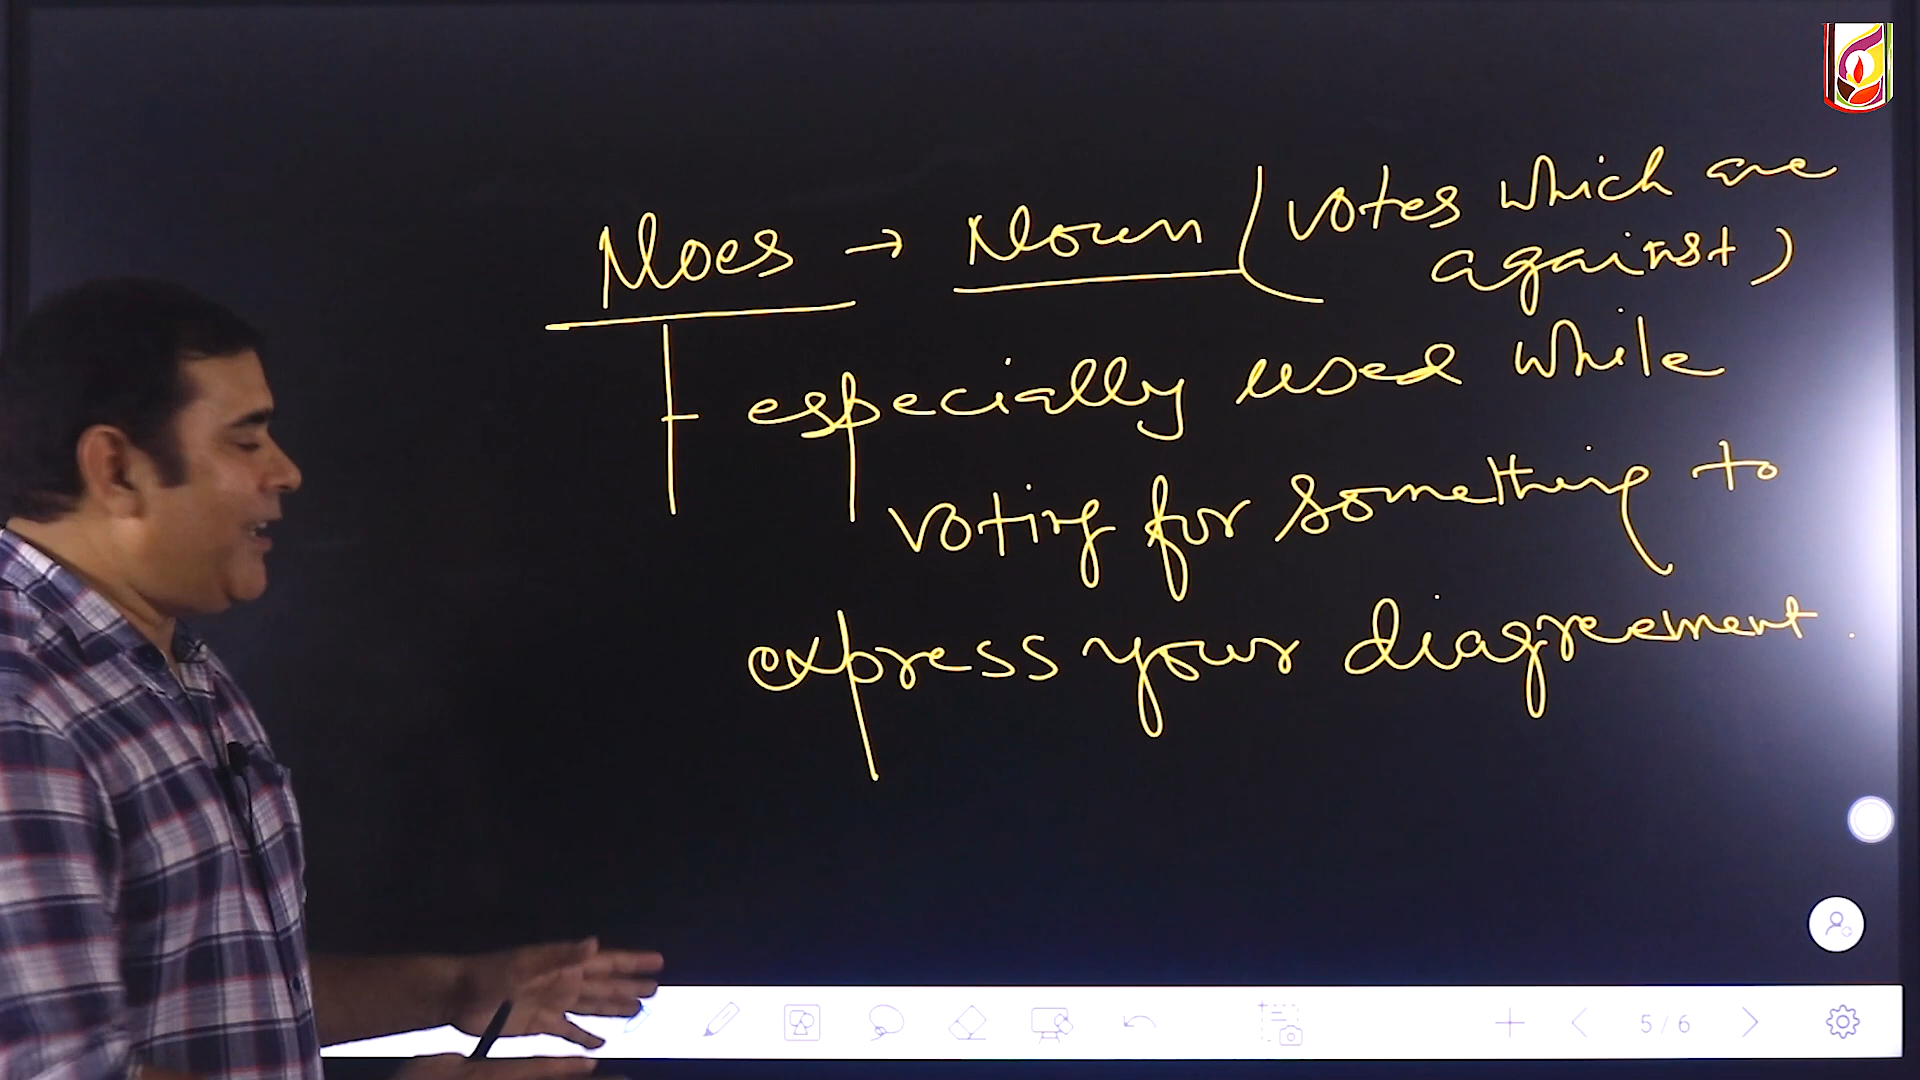 Noes → Noun (votes which are
against)
especially used while
voting for something to
express your diagreement.
5 / 6